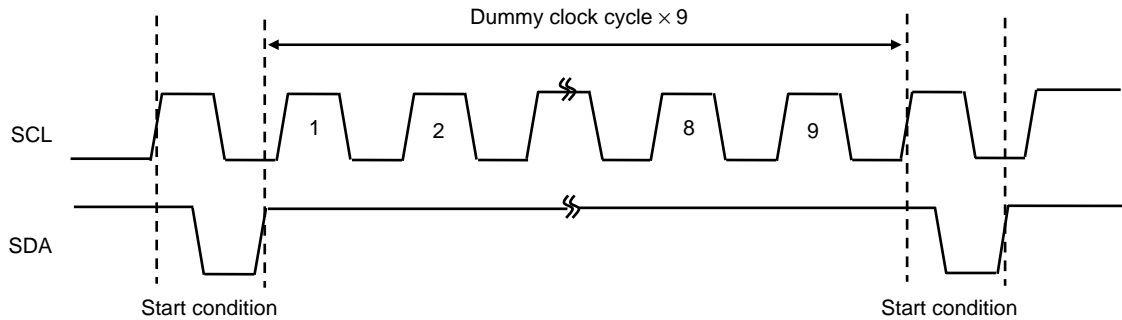 Dummy clock cycle × 9
SCL
1
2
8
9
SDA
Start condition
Start condition